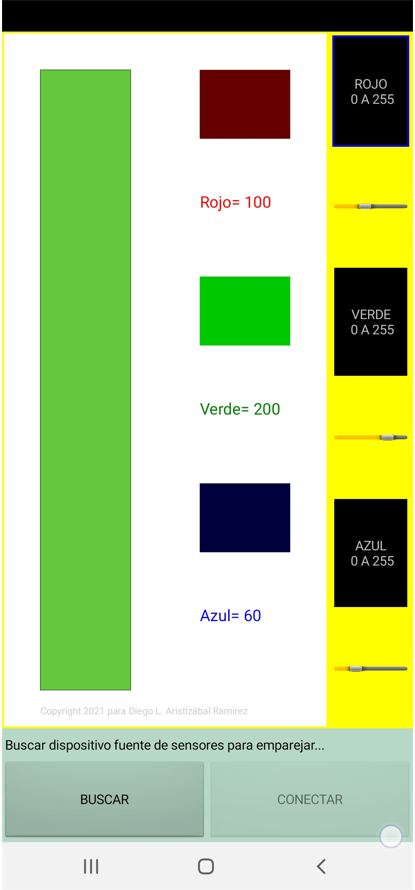 ROJO
0 A 255
Rojo= 100
VERDE
0 A 255
Verde= 200
AZUL
0 A 255
Azul= 60
Copyright 2021 para Diego L. Aristizábal Ramírez
Buscar dispositivo fuente de sensores para emparejar...
BUSCAR
CONECTAR